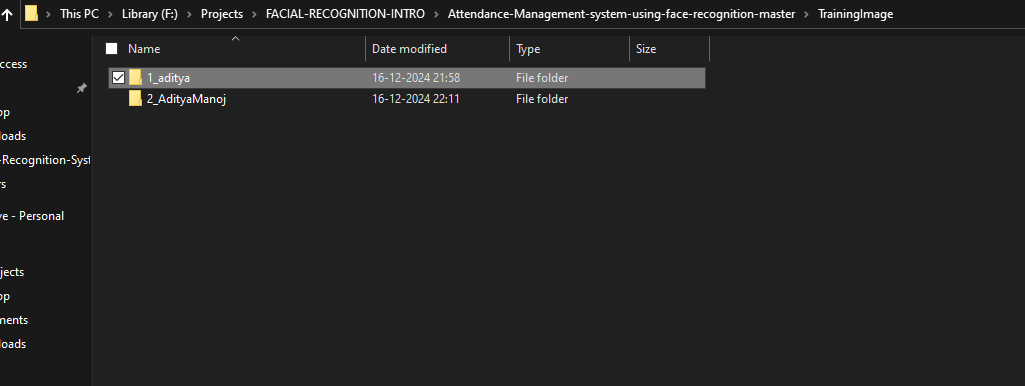 This PC > Library (F:) > Projects > FACIAL-RECOGNITION-INTRO > Attendance-Management-system-using-face-recognition-master > TrainingImage
Name Date modified Type Size
ccess
1_aditya 16-12-2024 21:58 File folder
2_AdityaManoj 16-12-2024 22:11 File folder
op
loads
-Recognition-Syst
rs
ve - Personal
ojects
op
ments
loads